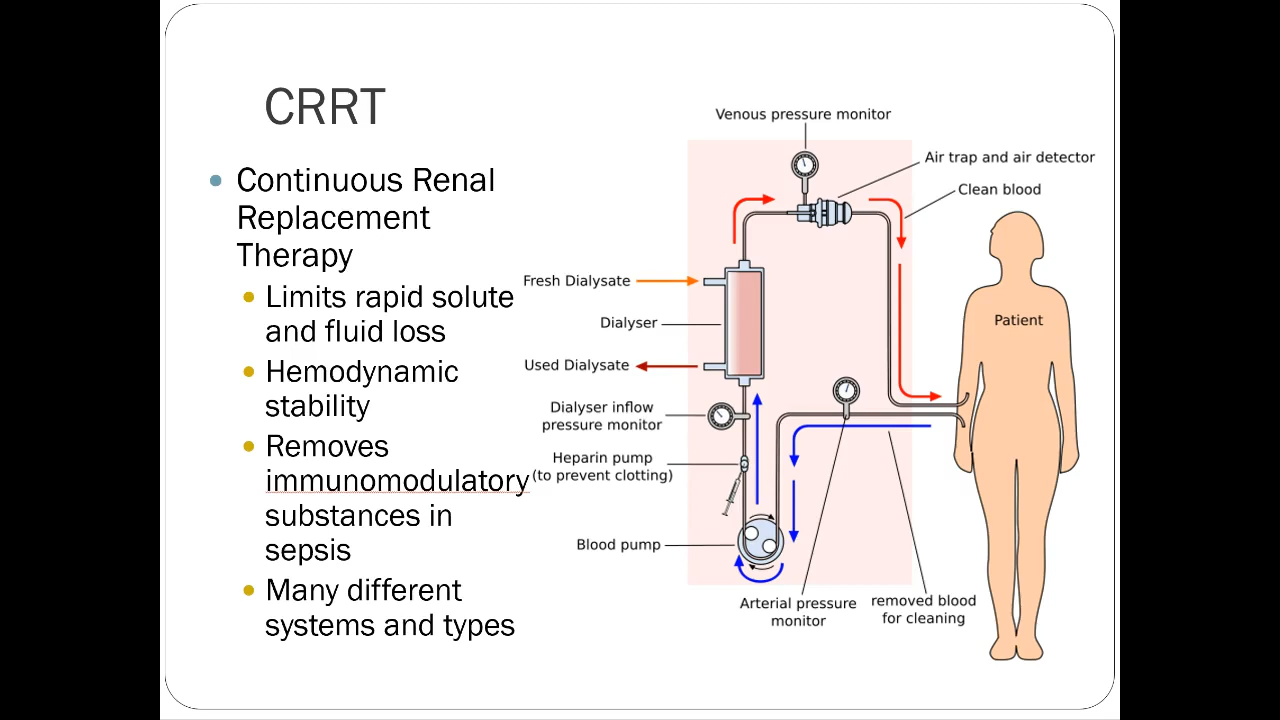 CRRT
Continuous Renal
Replacement
Therapy
Limits rapid solute
and fluid loss
Hemodynamic
stability
Removes
immunomodulatory
substances in
sepsis
Many different
systems and types
Venous pressure monitor
Air trap and air detector
Clean blood
Fresh Dialysate
Dialyser
Patient
Used Dialysate
Dialyser inflow
pressure monitor
Heparin pump
(to prevent clotting)
Blood pump
Arterial pressure
monitor
removed blood
for cleaning